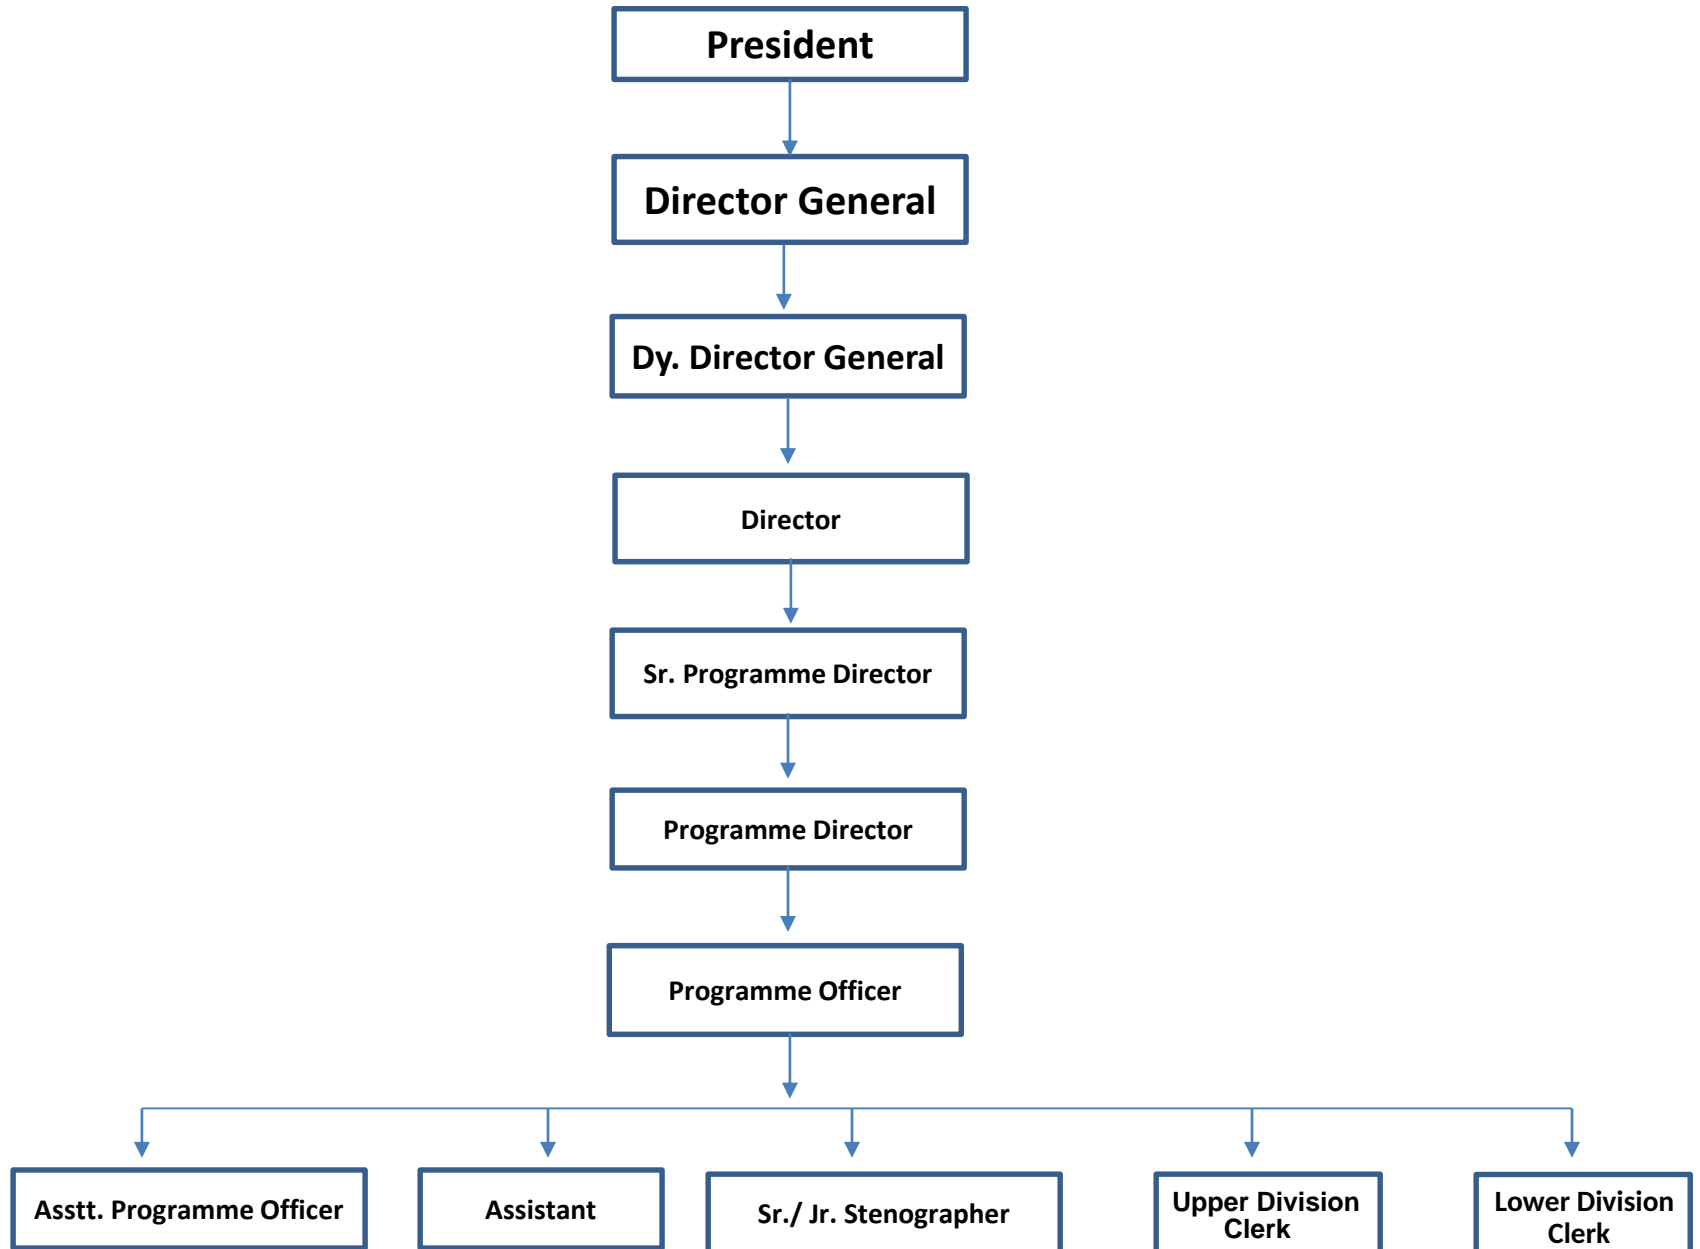 President
Director General
Dy. Director General
Director
Sr. Programme Director
Programme Director
Programme Officer
Asstt. Programme Officer
Assistant
Sr./ Jr. Stenographer
Upper Division
Clerk
Lower Division
Clerk